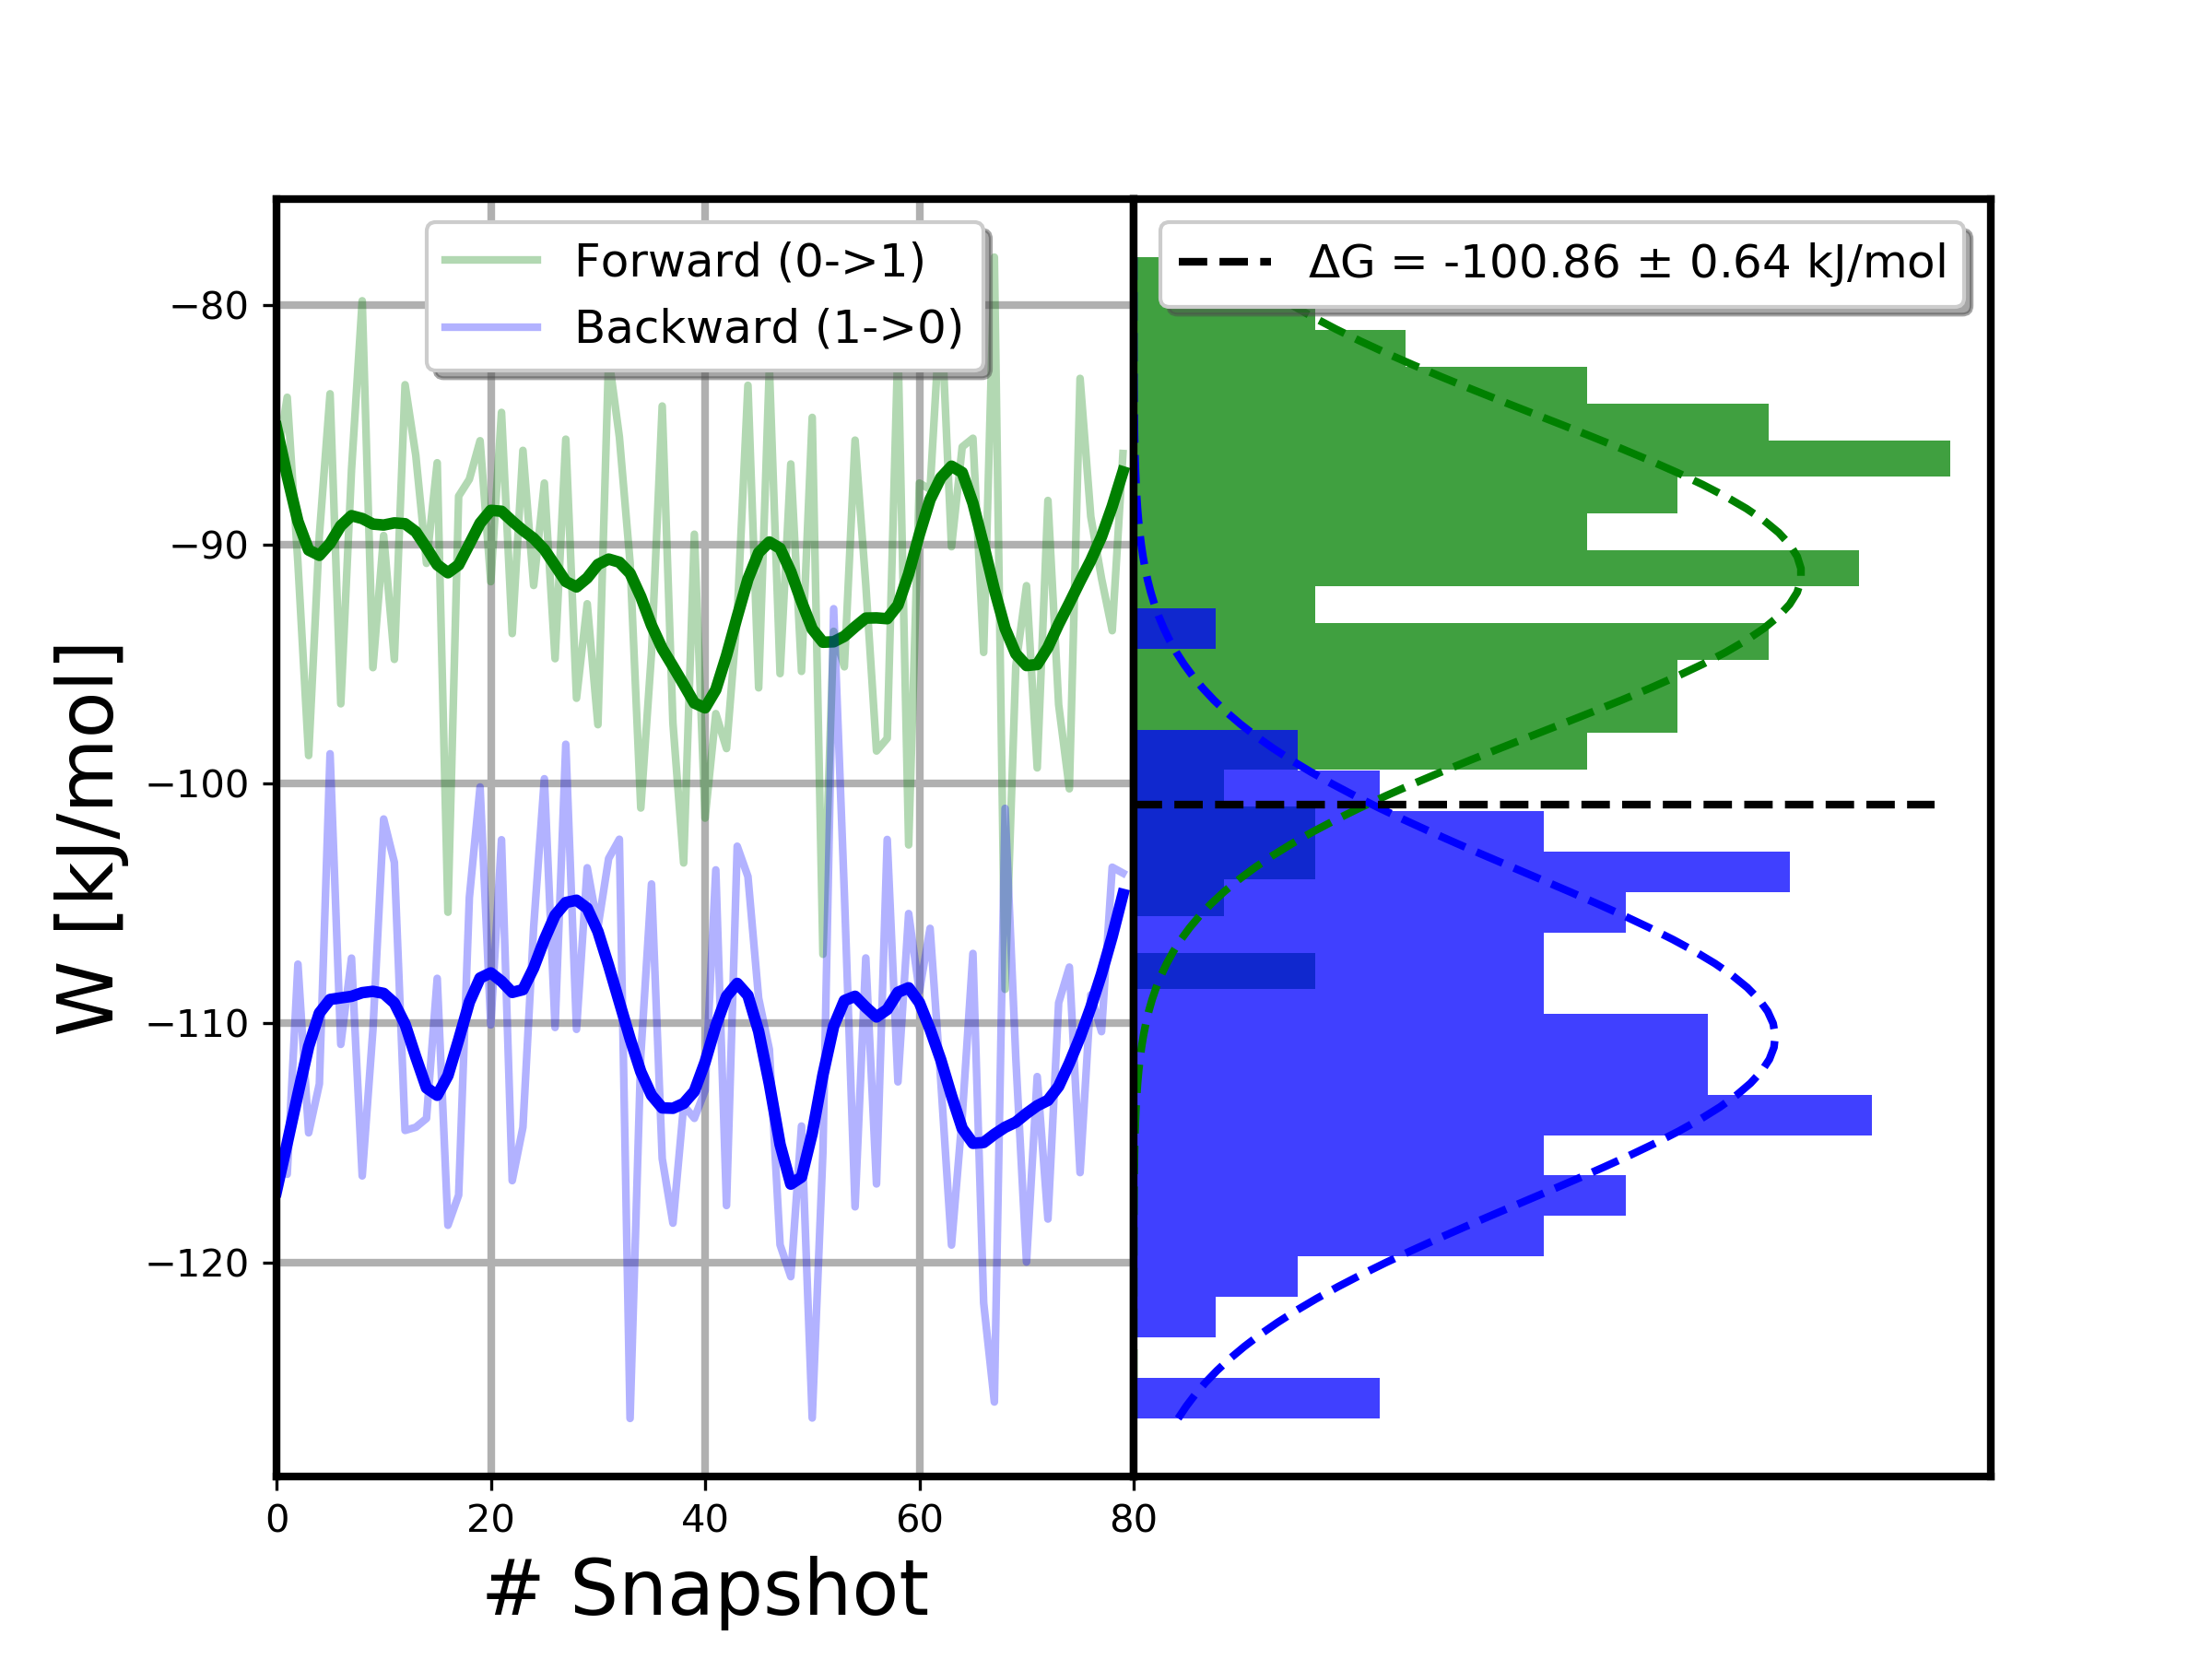 Forward (0->1)
Backward (1->0)
ΔG = -100.86 ± 0.64 kJ/mol
W [kJ/mol]
−80
−90
−100
−110
−120
0 20 40 60 80
# Snapshot